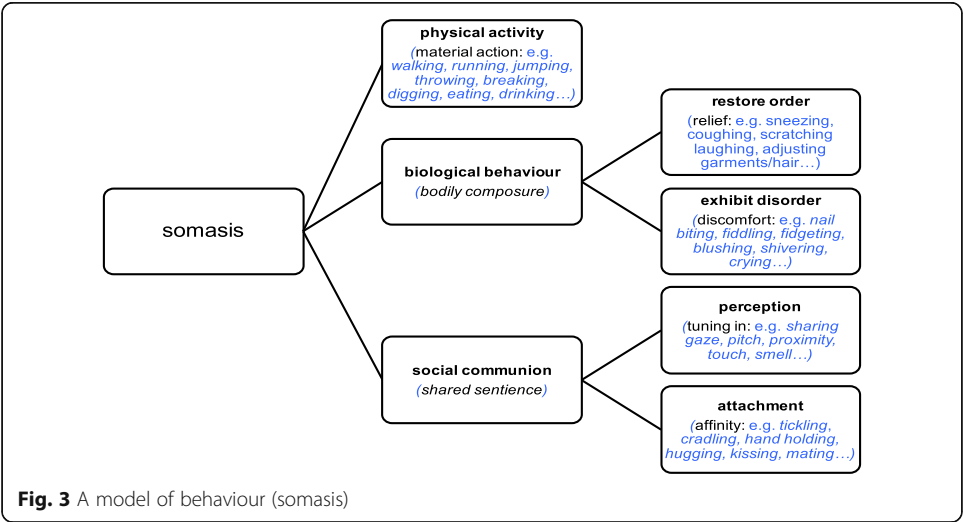 physical activity
(material action: e.g.
walking, running, jumping,
throwing, breaking,
digging, eating, drinking…)
restore order
(relief: e.g. sneezing,
coughing, scratching
laughing, adjusting
garments/hair…)
biological behaviour
(bodily composure)
exhibit disorder
(discomfort: e.g. nail
biting, fiddling, fidgeting,
blushing, shivering,
crying…)
somasis
perception
(tuning in: e.g. sharing
gaze, pitch, proximity,
touch, smell…)
social communion
(shared sentience)
attachment
(affinity: e.g. tickling,
cradling, hand holding,
hugging, kissing, mating…)
Fig. 3 A model of behaviour (somasis)